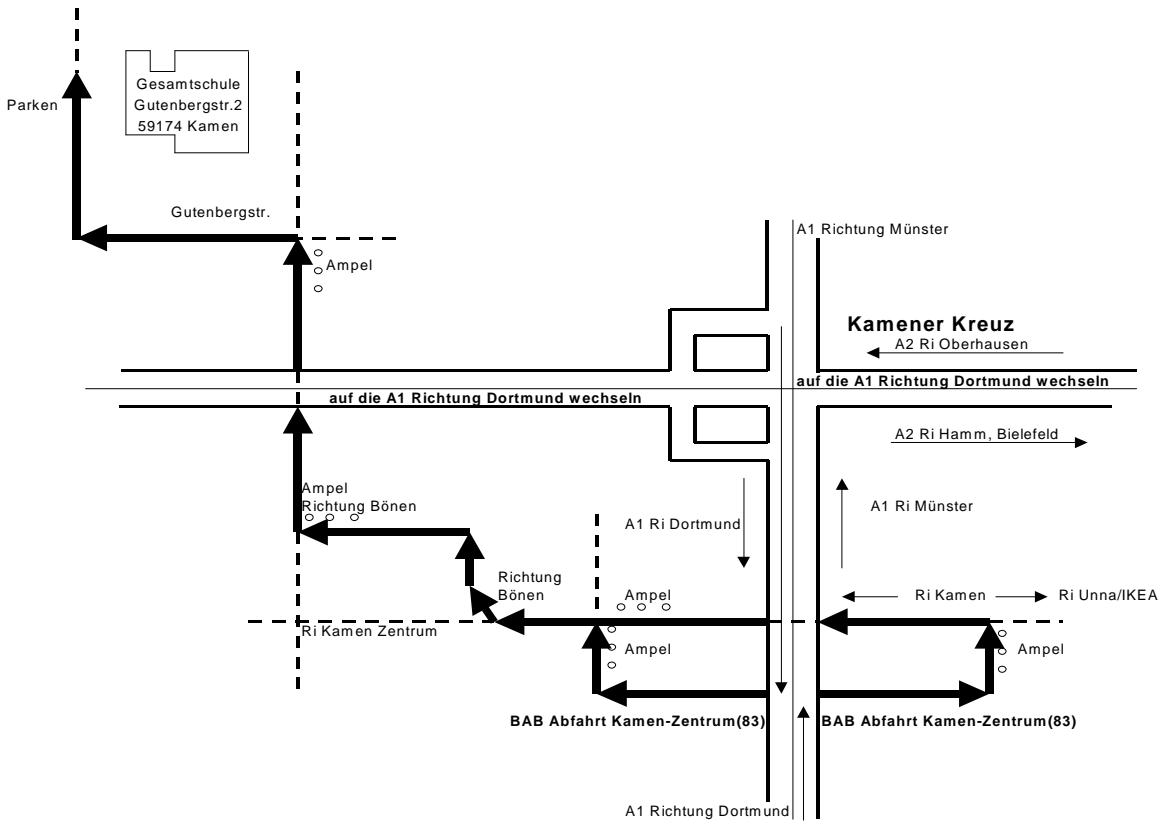 Gesamtschule
Gutenbergstr.2
59174 Kamen
Parken
Gutenbergstr.
A1 Richtung Münster
Ampel
Kamener Kreuz
A2 Ri Oberhausen
auf die A1 Richtung Dortmund wechseln
auf die A1 Richtung Dortmund wechseln
A2 Ri Hamm, Bielefeld
Ampel
Richtung Bönen
A1 Ri Münster
A1 Ri Dortmund
Richtung
Bönen
Ampel
Ri Kamen
Ri Unna/IKEA
Ri Kamen Zentrum
Ampel
Ampel
BAB Abfahrt Kamen-Zentrum(83)
BAB Abfahrt Kamen-Zentrum(83)
A1 Richtung Dortmund